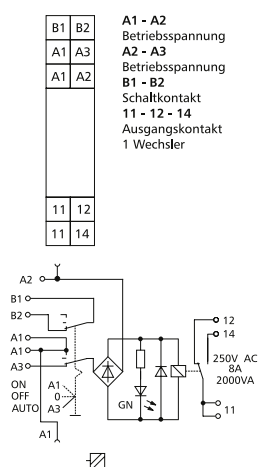 B1 B2
A1 A3
A1 A2
11 12
11 14
A1 - A2
Betriebsspannung
A2 - A3
Betriebsspannung
B1 - B2
Schaltkontakt
11 - 12 - 14
Ausgangskontakt
1 Wechsler
A2
B1
B2
A1
A1
A3
ON A1
OFF 0
AUTO A3
A1
GN
12
14
250V AC
8A
2000VA
11